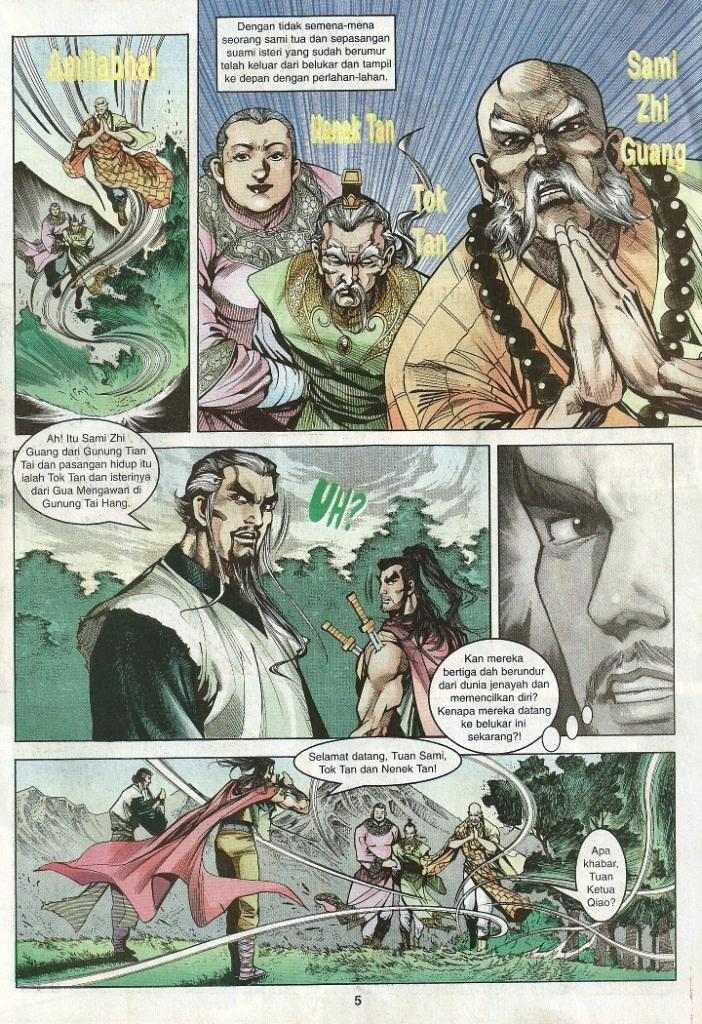 Amitabha!
Dengan tidak semena-mena
seorang sami tua dan sepasangan
suami isteri yang sudah berumur
telah keluar dari belukar dan tampil
ke depan dengan perlahan-lahan.
Nenek Tan
Tok
Tan
Sami
Zhi
Guang
Ah! Itu Sami Zhi
Guang dari Gunung Tian
Tai dan pasangan hidup itu
ialah Tok Tan dan isterinya
dari Gua Mengawan di
Gunung Tai Hang.
UH?
Kan mereka
bertiga dah berundur
dari dunia jenayah dan
memencilkan diri?
Kenapa mereka datang
ke belukar ini
sekarang?!
Selamat datang, Tuan Sami,
Tok Tan dan Nenek Tan!
Apa
khabar,
Tuan
Ketua
Qiao?
5